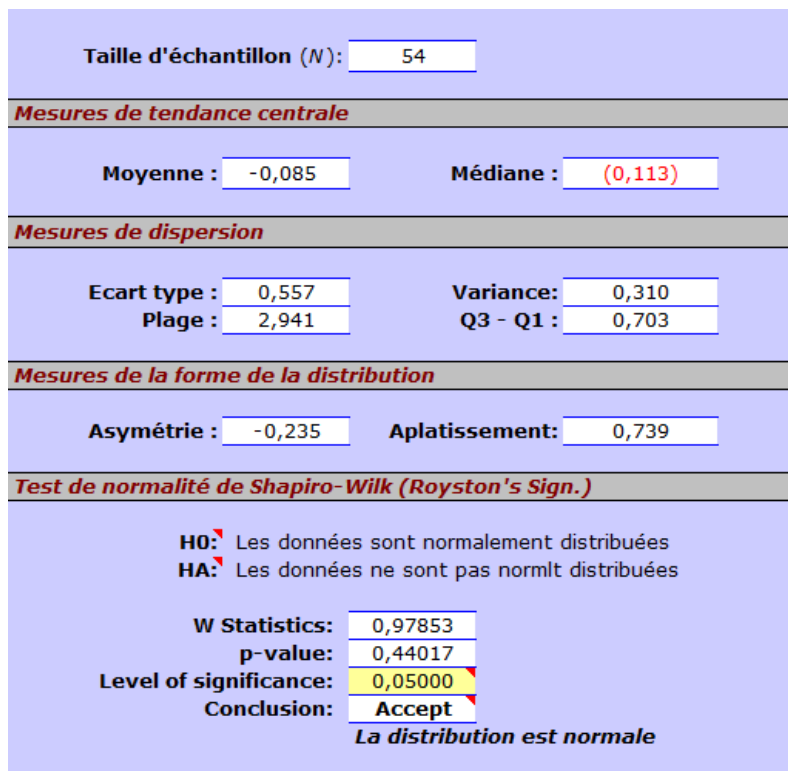 Taille d'échantillon (N): 54
Mesures de tendance centrale
Moyenne : -0,085 Médiane : (0,113)
Mesures de dispersion
Ecart type : 0,557 Variance: 0,310
Plage : 2,941 Q3 - Q1 : 0,703
Mesures de la forme de la distribution
Asymétrie : -0,235 Aplatissement: 0,739
Test de normalité de Shapiro-Wilk (Royston's Sign.)
H0: Les données sont normalement distribuées
HA: Les données ne sont pas normlt distribuées
W Statistics: 0,97853
p-value: 0,44017
Level of significance: 0,05000
Conclusion: Accept
La distribution est normale